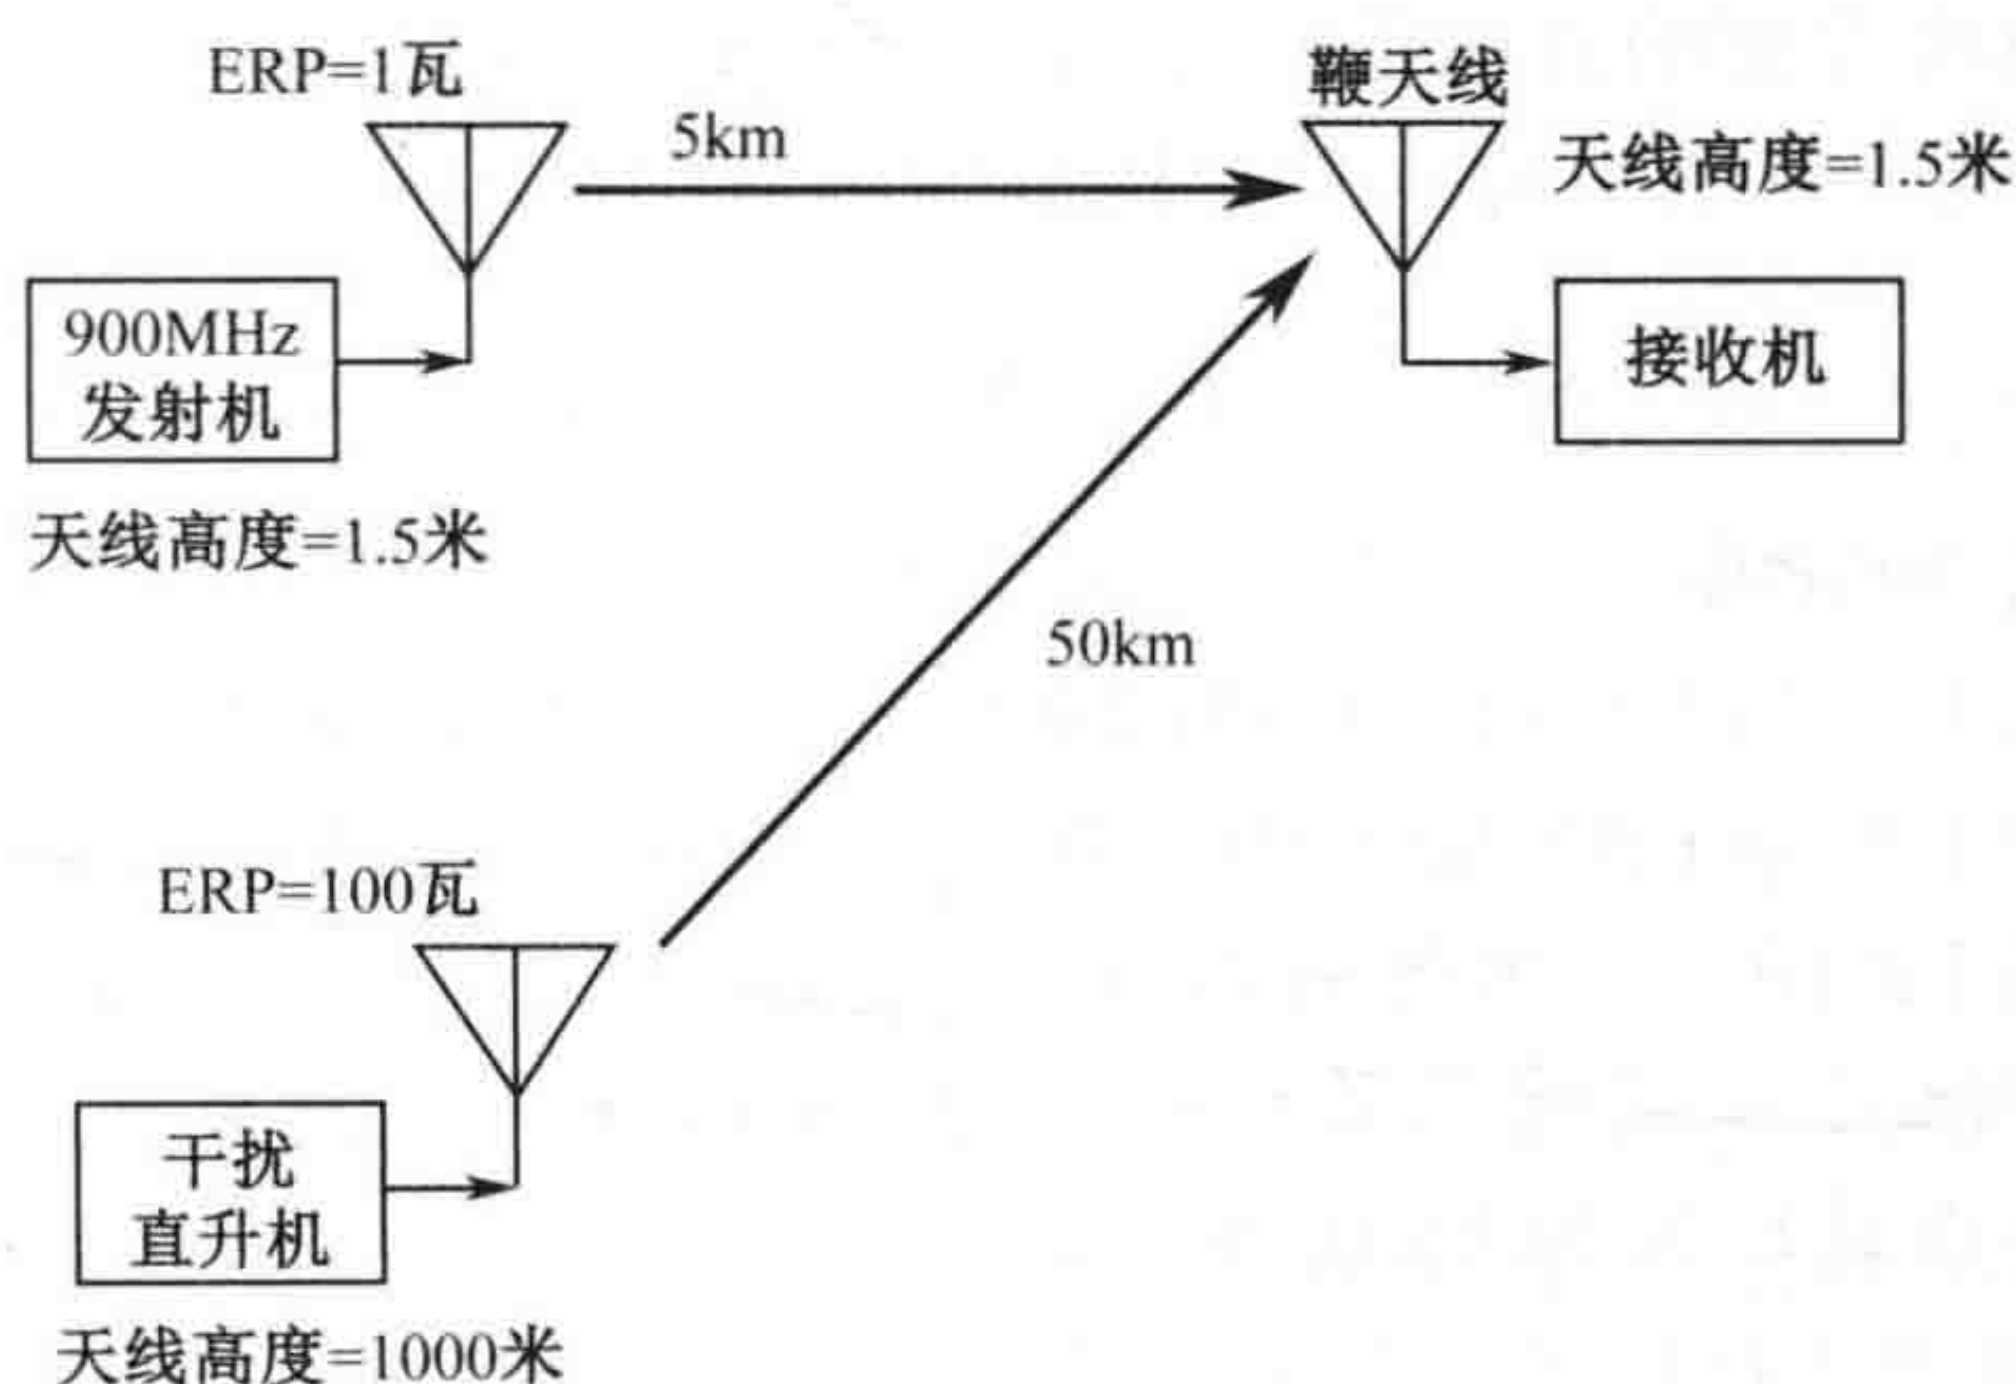 ERP=1瓦
鞭天线
5km
天线高度=1.5米
900MHz
发射机
接收机
天线高度=1.5米
50km
ERP=100瓦
干扰
直升机
天线高度=1000米